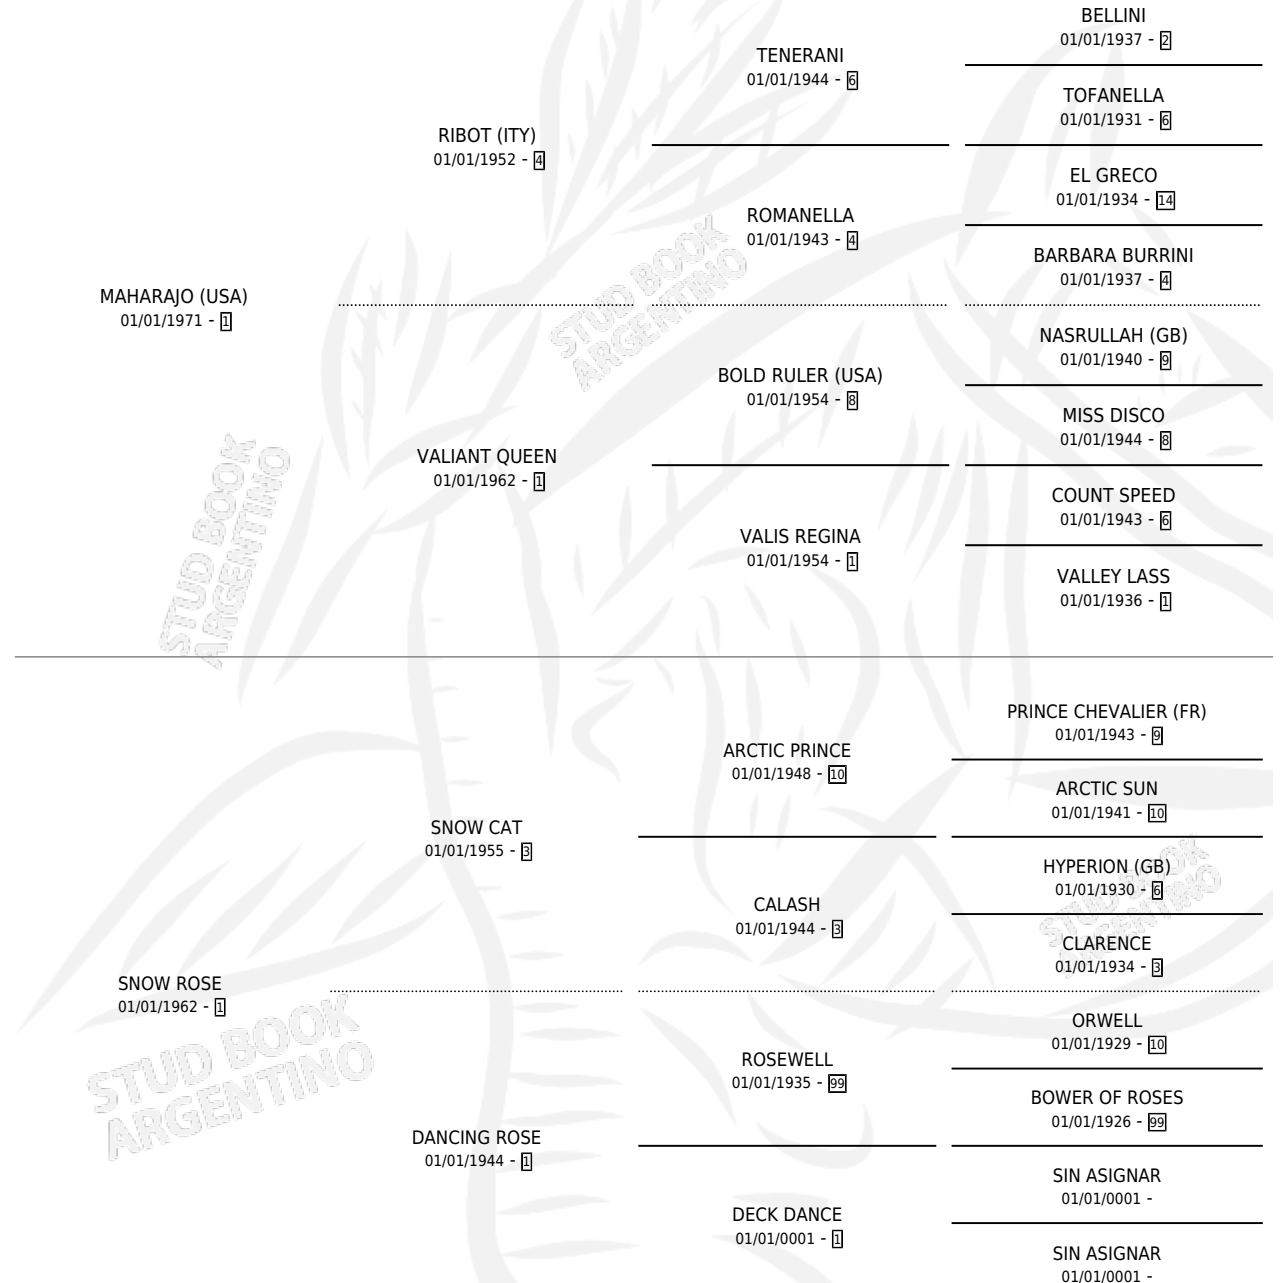 BELLINI
01/01/1937 - 2
TENERANI
01/01/1944 - 6
TOFANELLA
01/01/1931 - 6
RIBOT (ITY)
01/01/1952 - 4
EL GRECO
01/01/1934 - 14
ROMANELLA
01/01/1943 - 4
BARBARA BURRINI
01/01/1937 - 4
MAHARAJO (USA)
01/01/1971 - 1
NASRULLAH (GB)
01/01/1940 - 9
BOLD RULER (USA)
01/01/1954 - 8
MISS DISCO
01/01/1944 - 8
VALIANT QUEEN
01/01/1962 - 1
COUNT SPEED
01/01/1943 - 6
VALIS REGINA
01/01/1954 - 1
VALLEY LASS
01/01/1936 - 1
PRINCE CHEVALIER (FR)
01/01/1943 - 9
ARCTIC PRINCE
01/01/1948 - 10
ARCTIC SUN
01/01/1941 - 10
SNOW CAT
01/01/1955 - 3
HYPERION (GB)
01/01/1930 - 6
CALASH
01/01/1944 - 3
CLARENCE
01/01/1934 - 3
SNOW ROSE
01/01/1962 - 1
ORWELL
01/01/1929 - 10
ROSEWELL
01/01/1935 - 99
BOWER OF ROSES
01/01/1926 - 99
DANCING ROSE
01/01/1944 - 1
SIN ASIGNAR
01/01/0001 -
DECK DANCE
01/01/0001 - 1
SIN ASIGNAR
01/01/0001 -
STUD BOOK
ARGENTINO
STUD BOOK
ARGENTINO
STUD BOOK
ARGENTINO
STUD BOOK
ARGENTINO